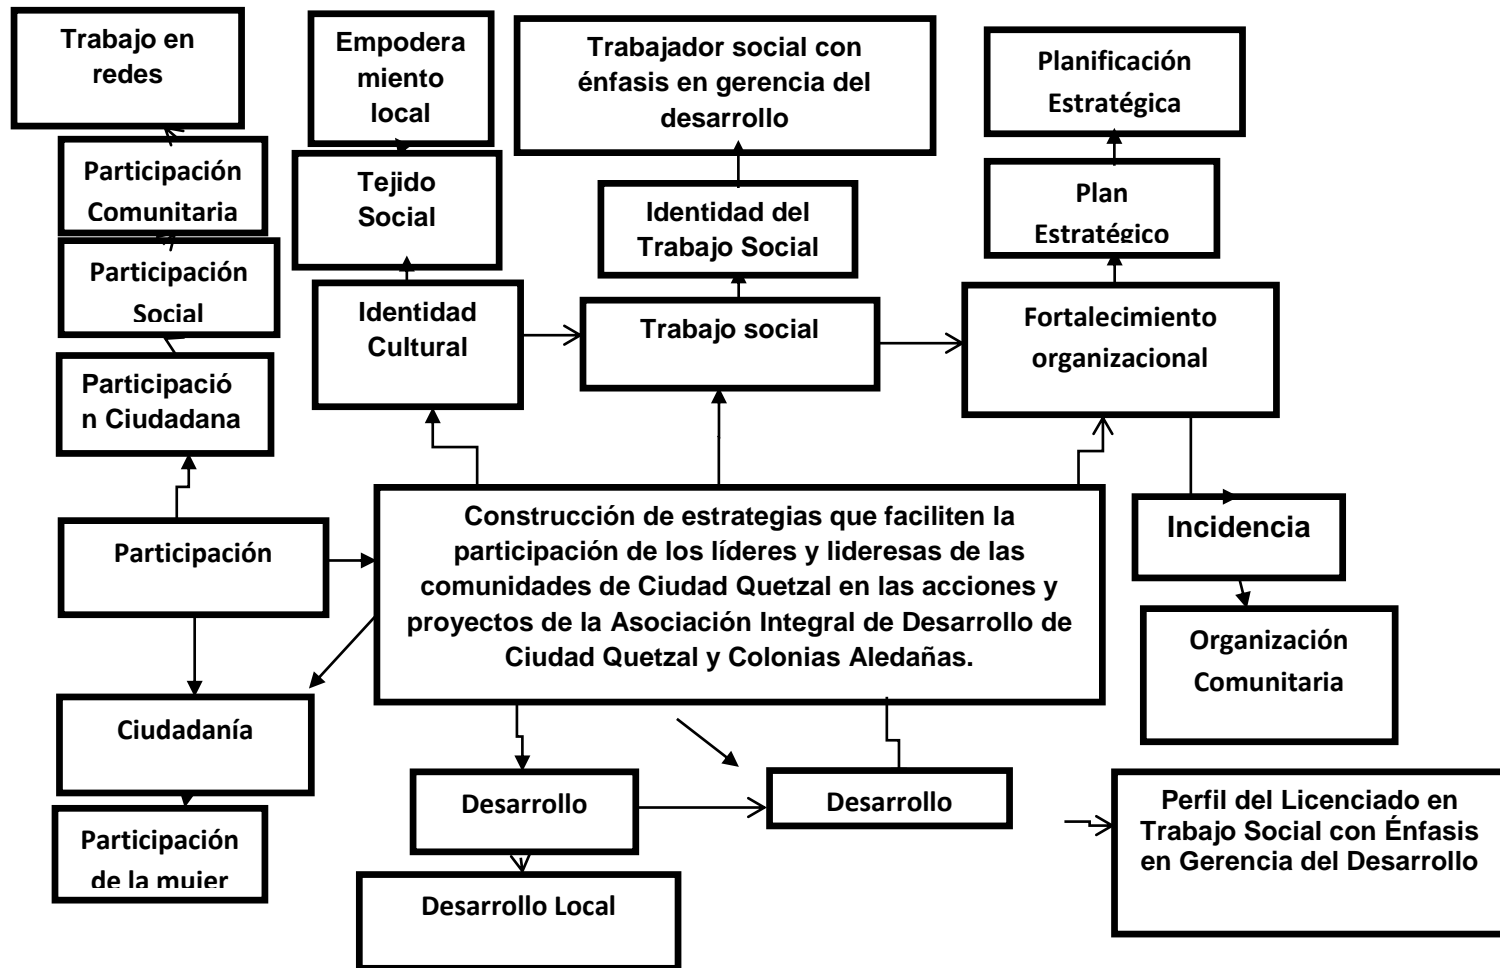 Trabajo en
redes
Empodera
miento
local
Trabajador social con
énfasis en gerencia del
desarrollo
Planificación
Estratégica
Participación
Comunitaria
Tejido
Social
Identidad del
Trabajo Social
Plan
Estratégico
Participación
Social
Identidad
Cultural
Trabajo social
Fortalecimiento
organizacional
Participació
n Ciudadana
Participación
Construcción de estrategias que faciliten la
participación de los líderes y lideresas de las
comunidades de Ciudad Quetzal en las acciones y
proyectos de la Asociación Integral de Desarrollo de
Ciudad Quetzal y Colonias Aledañas.
Incidencia
Organización
Comunitaria
Ciudadanía
Participación
de la mujer
Desarrollo
Desarrollo
Desarrollo Local
Perfil del Licenciado en
Trabajo Social con Énfasis
en Gerencia del Desarrollo